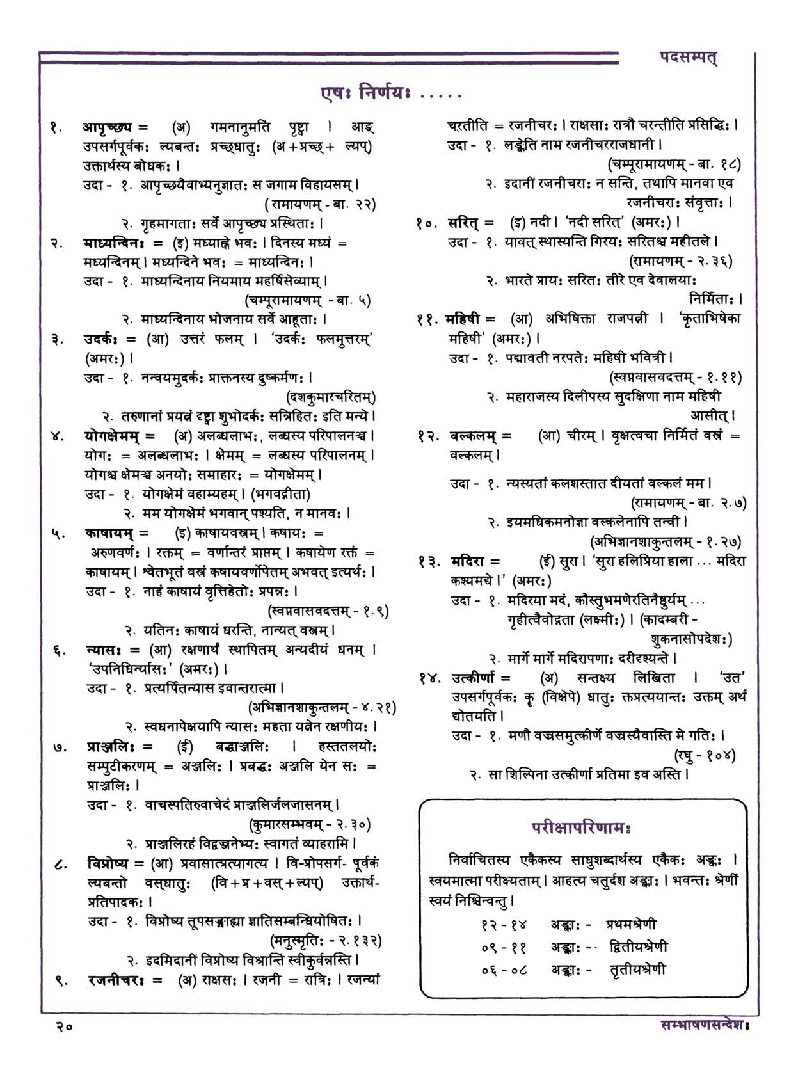 पदसम्पत्
एषः निर्णयः .....
१. आपृच्छ्य = (अ) गमनानुमतिं पृष्ट्वा । आङ्
उपसर्गपूर्वकः ल्यबन्तः प्रच्छ्धातुः (अ+प्रच्छ्+ ल्यप्)
उक्तार्थस्य बोधकः ।
उदा - १. आपृच्छ्यैवाभ्यनुज्ञातः स जगाम विहायसम् ।
(रामायणम् - बा. २२)
२. गृहमागताः सर्वे आपृच्छ्य प्रस्थिताः ।
२. माध्यन्दिनः = (इ) मध्याह्ने भवः । दिनस्य मध्यं =
मध्यन्दिनम् । मध्यन्दिने भवः = माध्यन्दिनः ।
उदा - १. माध्यन्दिनाय नियमाय महर्षिसेव्याम् ।
(चम्पूरामायणम् - बा. ५)
२. माध्यन्दिनाय भोजनाय सर्वे आहूताः ।
३. उदर्कः = (आ) उत्तरं फलम् । 'उदर्कः फलमुत्तरम्'
(अमरः) ।
उदा - १. नन्वयमुदर्कः प्राक्तनस्य दुष्कर्मणः ।
(दशकुमारचरितम्)
२. तरुणानां प्रयत्नं दृष्ट्वा शुभोदर्कः सन्निहितः इति मन्ये ।
४. योगक्षेमम् = (अ) अलब्धलाभः, लब्धस्य परिपालनञ्च ।
योगः = अलब्धलाभः । क्षेमम् = लब्धस्य परिपालनम् ।
योगश्च क्षेमञ्च अनयोः समाहारः = योगक्षेमम् ।
उदा - १. योगक्षेमं वहाम्यहम् । (भगवद्गीता)
२. मम योगक्षेमं भगवान् पश्यति, न मानवः ।
५. काषायम् = (इ) काषायवस्त्रम् । कषायः =
अरुणवर्णः । रक्तम् = वर्णान्तरं प्राप्तम् । कषायेण रक्तं =
काषायम् । श्वेतभूतं वस्त्रं कषायवर्णोपेतम् अभवत् इत्यर्थः ।
उदा - १. नाहं काषायं वृत्तिहेतोः प्रपन्नः ।
(स्वप्नवासवदत्तम - १.९)
२. यतिनः काषायं धरन्ति, नान्यत् वस्त्रम् ।
६. न्यासः = (आ) रक्षणार्थं स्थापितम् अन्यदीयं धनम् ।
'उपनिधिर्न्यासः' (अमरः) ।
उदा - १. प्रत्यर्पितन्यास इवान्तरात्मा ।
(अभिज्ञानशाकुन्तलम् - ४.२१)
२. स्वधनापेक्षयापि न्यासः महता यत्नेन रक्षणीयः ।
७. प्राञ्जलिः = (ई) बद्धाञ्जलिः । हस्ततलयोः
सम्पुटीकरणम् = अञ्जलिः । प्रबद्धः अञ्जलि येन सः =
प्राञ्जलिः ।
उदा - १. वाचस्पतिरुवाचेदं प्राञ्जलिर्जलजासनम् ।
(कुमारसम्भवम् - २.३०)
२. प्राञ्जलिरहं विद्वज्जनेभ्यः स्वागतं व्याहरामि ।
८. विप्रोष्य = (आ) प्रवासात्प्रत्यागत्य । वि-प्रोपसर्ग- पूर्वकं
ल्यबन्तो वस्‌धातुः (वि+प्र+वस्+ल्यप्) उक्तार्थ-
प्रतिपादकः ।
उदा - १. विप्रोष्य तूपसङ्ग्राह्या ज्ञातिसम्बन्धियोषितः ।
(मनुस्मृतिः - २.१३२)
२. इदमिदानीं विप्रोष्य विश्रान्ति स्वीकुर्वन्नस्ति ।
९. रजनीचरः = (अ) राक्षसः । रजनी = रात्रिः । रजन्यां
चरतीति = रजनीचरः । राक्षसाः रात्रौ चरन्तीति प्रसिद्धिः ।
उदा - १. लङ्केति नाम रजनीचरराजधानी ।
(चम्पूरामायणम् - बा. १८)
२. इदानीं रजनीचराः न सन्ति, तथापि मानवा एव
रजनीचराः संवृत्ताः ।
१०. सरित् = (इ) नदी । 'नदी सरित्' (अमरः) ।
उदा - १. यावत् स्थास्यन्ति गिरयः सरितश्च महीतले ।
(रामायणम् - २.३६)
२. भारते प्रायः सरितः तीरे एव देवालयाः
निर्मिताः ।
११. महिषी = (आ) अभिषिक्ता राजपत्नी । 'कृताभिषेका
महिषी' (अमरः) ।
उदा - १. पद्मावती नरपतेः महिषी भवित्री ।
(स्वप्नवासवदत्तम् - १.११)
२. महाराजस्य दिलीपस्य सुदक्षिणा नाम महिषी
आसीत् ।
१२. वल्कलम् = (आ) चीरम् । वृक्षत्वचा निर्मितं वस्त्रं =
वल्कलम् ।
उदा - १. न्यस्यतां कलशस्तात दीयतां वल्कलं मम ।
(रामायणम् - बा. २.७)
२. इयमधिकमनोज्ञा वल्कलेनापि तन्वी ।
(अभिज्ञानशाकुन्तलम् - १.२७)
१३. मदिरा = (ई) सुरा । 'सुरा हलिप्रिया हाला ... मदिरा
कश्यमद्ये ।' (अमरः)
उदा - १. मदिरया मदं, कौस्तुभमणेरतिनैष्ठुर्यम् ...
गृहीत्वैवोद्गता (लक्ष्मीः) । (कादम्बरी -
शुकनासोपदेशः)
२. मार्गे मार्गे मदिरापणाः दरीदृश्यन्ते ।
१४. उत्कीर्णा = (अ) सन्तक्ष्य लिखिता । 'उत'
उपसर्गपूर्वकः कॄ (विक्षेपे) धातुः क्तप्रत्ययान्तः उक्तम् अर्थं
द्योतयति ।
उदा - १. मणौ वज्रसमुत्कीर्णे वज्रस्यैवास्ति मे गतिः ।
(रघु - १०४)
२. सा शिल्पिना उत्कीर्णा प्रतिमा इव अस्ति ।
परीक्षापरिणामः
निर्वाचितस्य एकैकस्य साधुशब्दार्थस्य एकैकः अङ्कः ।
स्वयमात्मा परीक्ष्यताम् । आहत्य चतुर्दश अङ्काः । भवन्तः श्रेणीं
स्वयं निश्चिन्वन्तु ।
१२ - १४ अङ्काः - प्रथमश्रेणी
०९ - ११ अङ्काः - द्वितीयश्रेणी
०६ - ०८ अङ्काः - तृतीयश्रेणी
२०
सम्भाषणसन्देशः